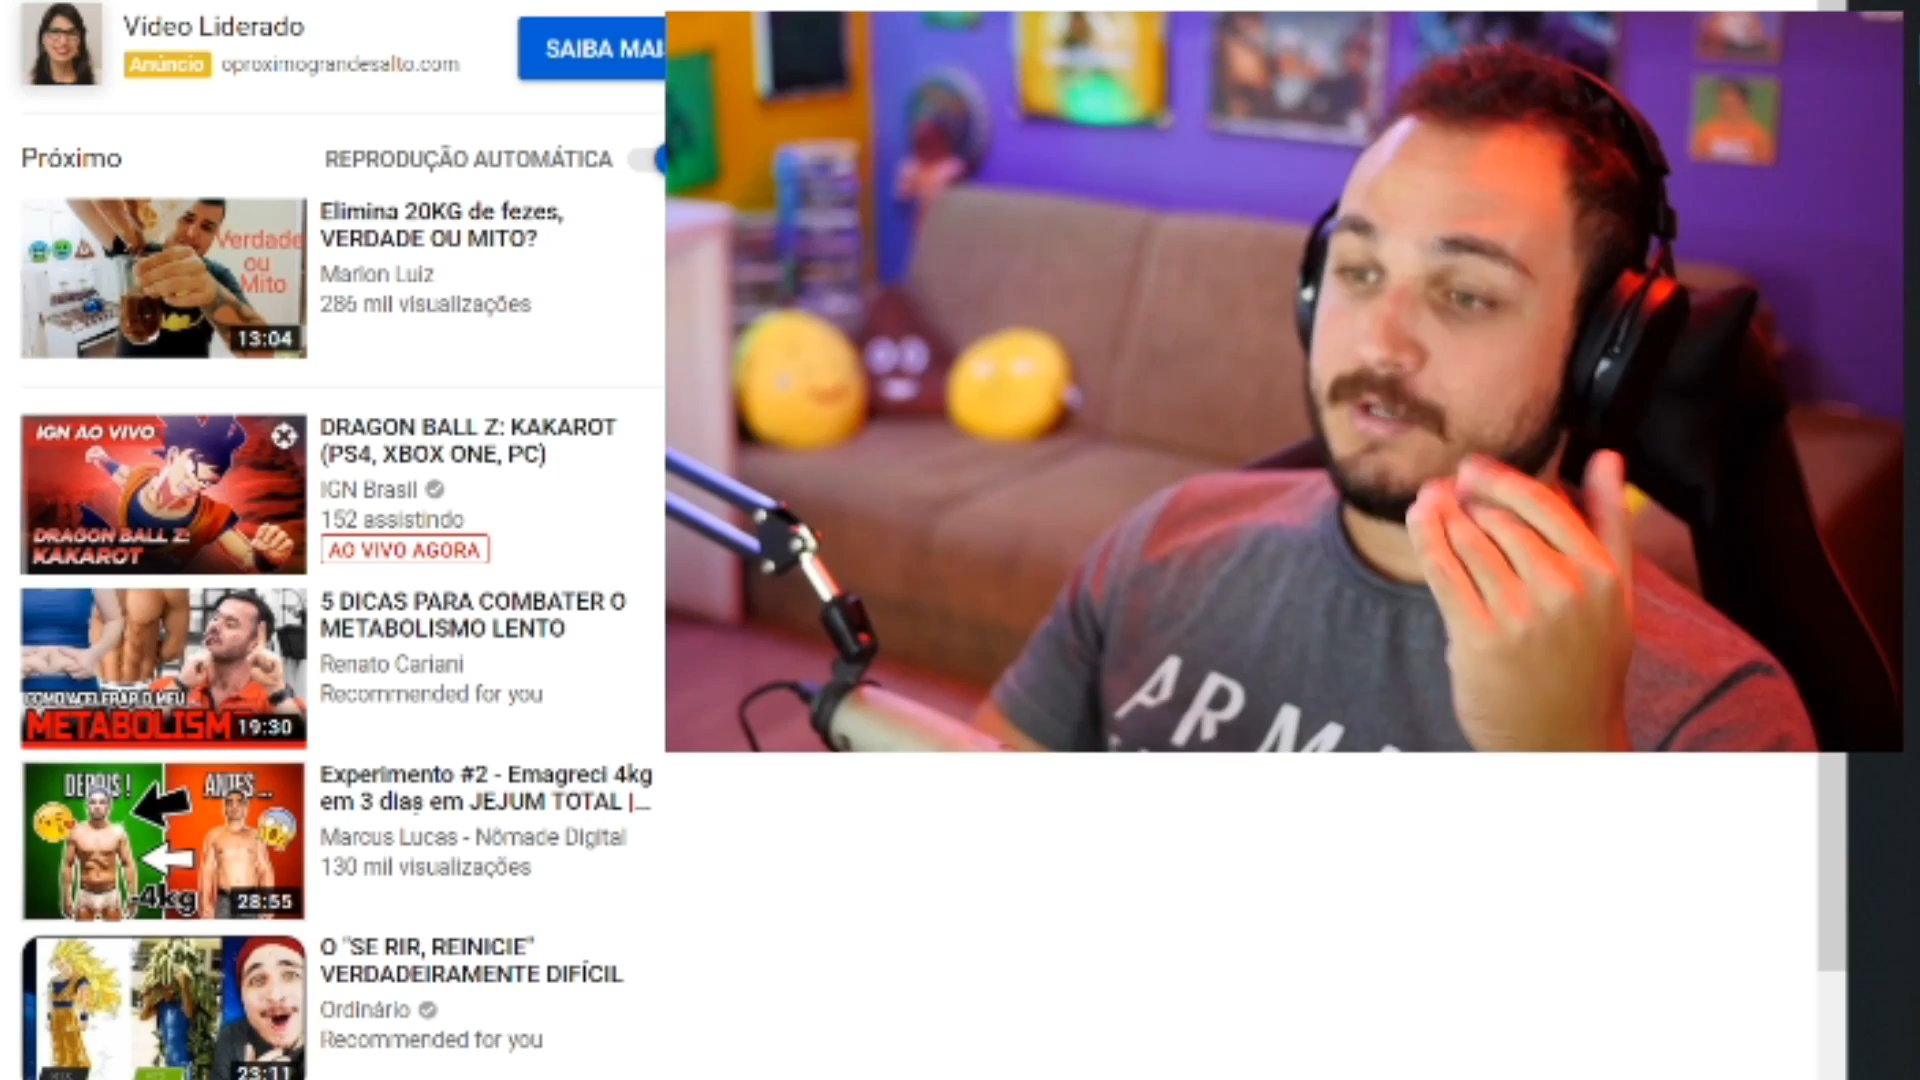 Vídeo Liderado
Anúncio oproximograndesalto.com
SAIBA MAI
Próximo
REPRODUÇÃO AUTOMÁTICA
Verdade
ou
Mito
13:04
Elimina 20KG de fezes,
VERDADE OU MITO?
Marlon Luiz
286 mil visualizações
IGN AO VIVO
DRAGON BALL Z:
KAKAROT
DRAGON BALL Z: KAKAROT
(PS4, XBOX ONE, PC)
IGN Brasil
152 assistindo
AO VIVO AGORA
COMO ACELERAR O MEU
METABOLISM
19:30
5 DICAS PARA COMBATER O
METABOLISMO LENTO
Renato Cariani
Recommended for you
DEPOIS! ANTES...
-4kg
28:55
Experimento #2 - Emagreci 4kg
em 3 dias em JEJUM TOTAL |...
Marcus Lucas - Nômade Digital
130 mil visualizações
23:11
O "SE RIR, REINICIE"
VERDADEIRAMENTE DIFÍCIL
Ordinário
Recommended for you
ARM